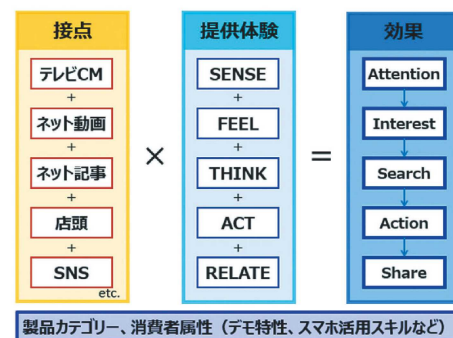 接点
テレビCM
+
ネット動画
+
ネット記事
+
店頭
+
SNS
etc.
×
提供体験
SENSE
+
FEEL
+
THINK
+
ACT
+
RELATE
=
効果
Attention
Interest
Search
Action
Share
製品カテゴリー、消費者属性（デモ特性、スマホ活用スキルなど）